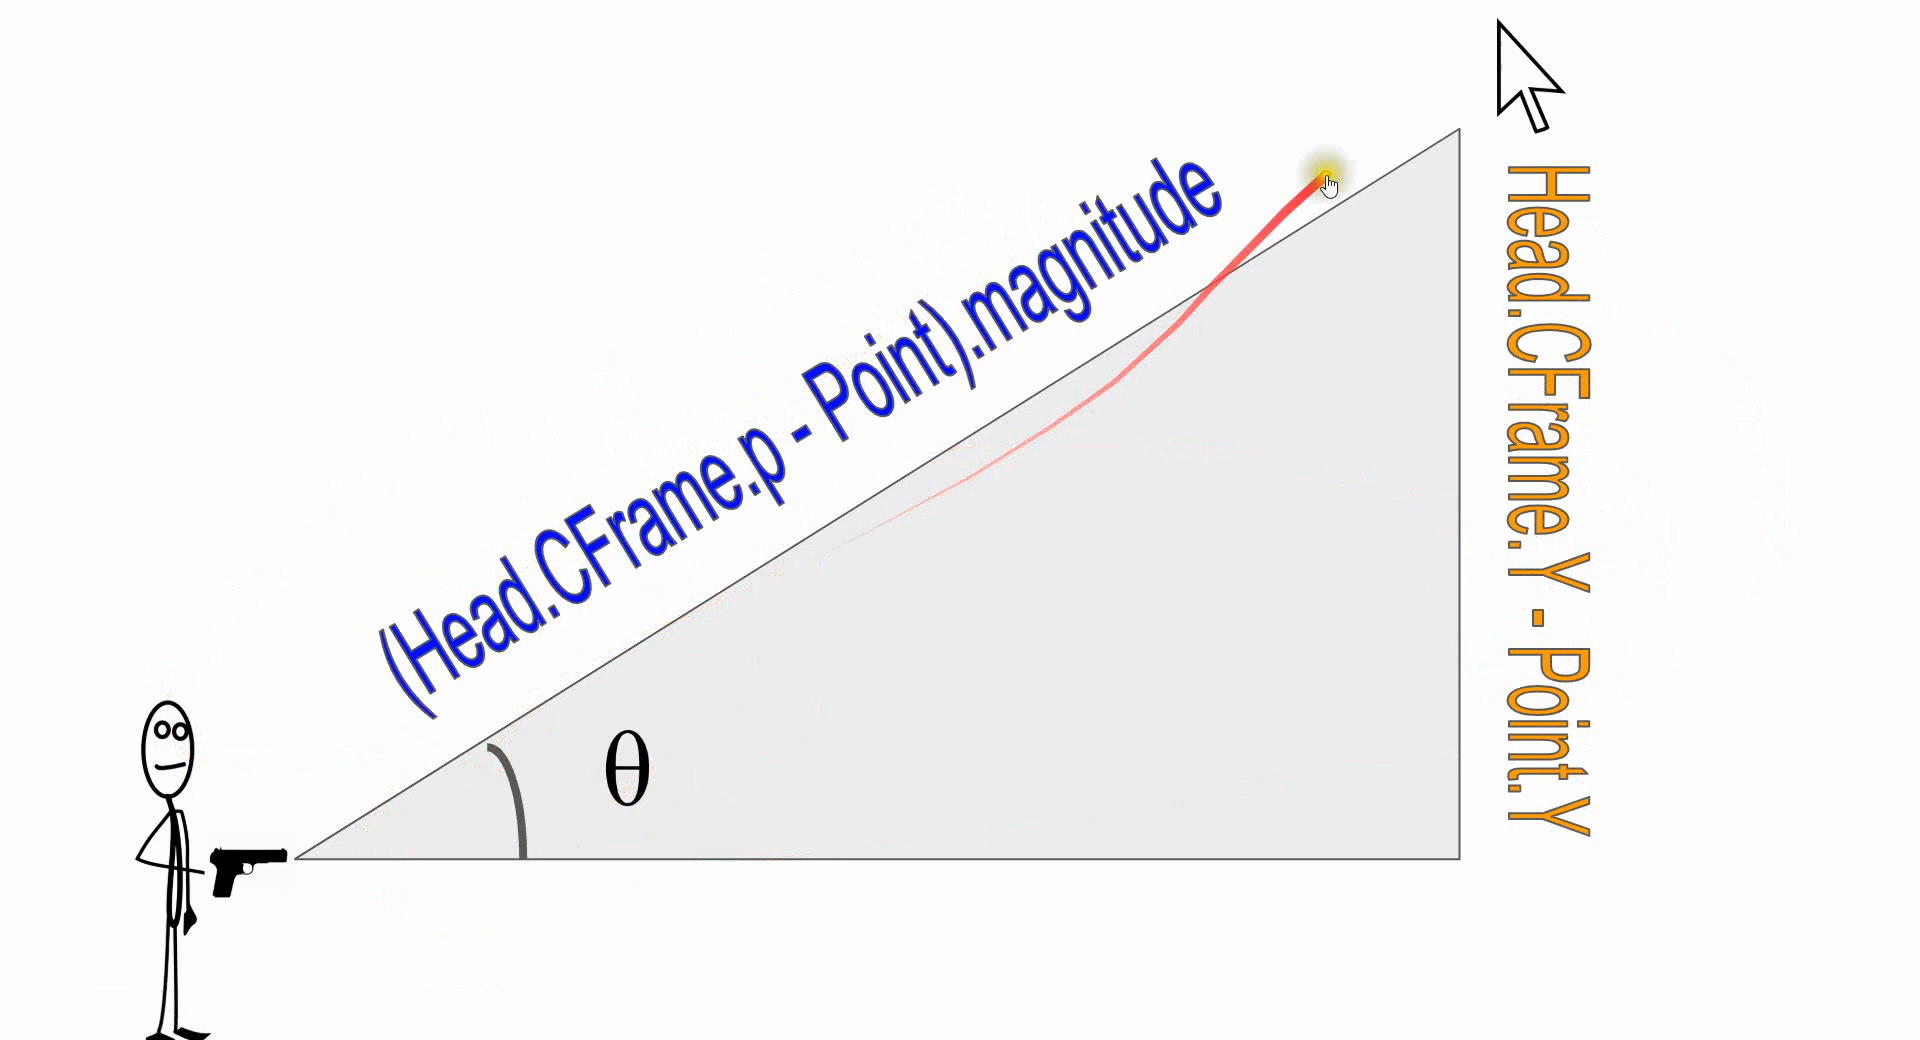 (Head.CFrame.p - Point).magnitude
Head.CFrame.Y - Point.Y
θ